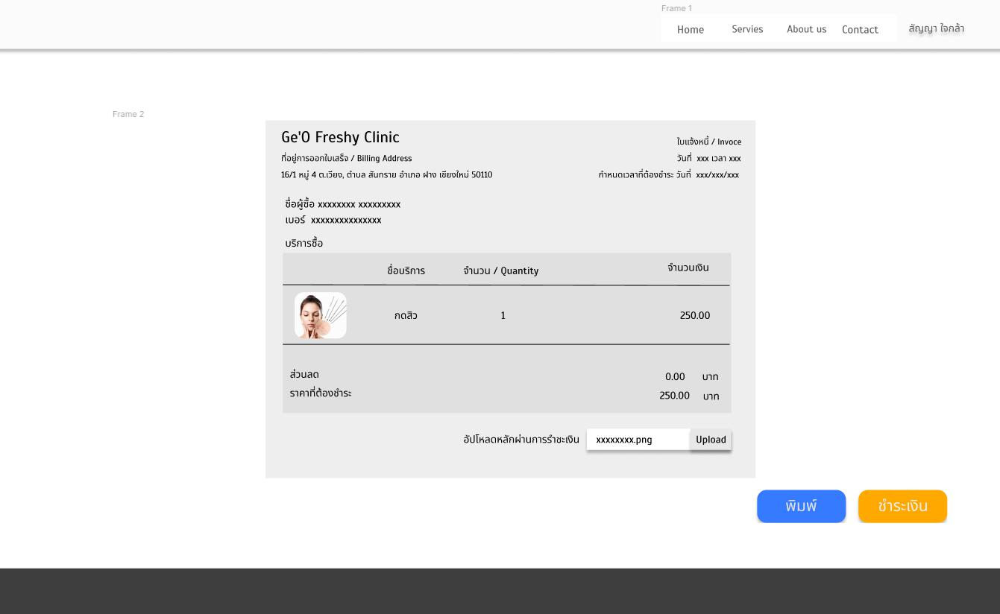 Frame 1
Home Servies About us Contact สัญญา ใจกล้า
Frame 2
Ge'O Freshy Clinic
ใบแจ้งหนี้ / Invoce
ที่อยู่การออกใบเสร็จ / Billing Address
วันที่ xxx เวลา xxx
16/1 หมู่ 4 ต.เวียง, ตำบล สันทราย อำเภอ ฝาง เชียงใหม่ 50110
กำหนดเวลาที่ต้องชำระ วันที่ xxx/xxx/xxx
ชื่อผู้ซื้อ xxxxxxxx xxxxxxxxx
เบอร์ xxxxxxxxxxxxxxx
บริการซื้อ
ชื่อบริการ จำนวน / Quantity จำนวนเงิน
กดสิว 1 250.00
ส่วนลด 0.00 บาท
ราคาที่ต้องชำระ 250.00 บาท
อัปโหลดหลักผ่านการรำชะเงิน xxxxxxxx.png Upload
พิมพ์ ชำระเงิน